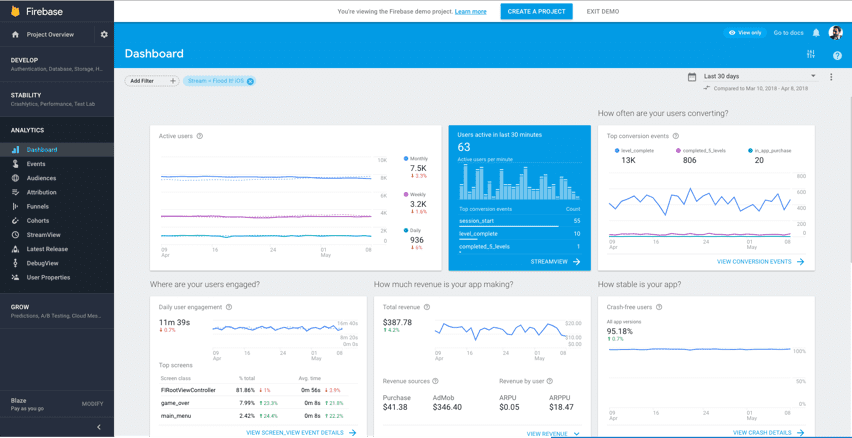 Firebase
You're viewing the Firebase demo project. Learn more
CREATE A PROJECT
EXIT DEMO
Project Overview
View only
Go to docs
Dashboard
DEVELOP
Authentication, Database, Storage, H...
STABILITY
Crashlytics, Performance, Test Lab
ANALYTICS
Dashboard
Events
Audiences
Attribution
Funnels
Cohorts
StreamView
Latest Release
DebugView
User Properties
GROW
Predictions, A/B Testing, Cloud Mes...
Blaze
Pay as you go
MODIFY
Add Filter +
Stream = Flood It! iOS
Last 30 days
Compared to Mar 10, 2018 - Apr 8, 2018
Active users
10K
8K
6K
4K
2K
0
09 Apr
16
24
01 May
08
Monthly
7.5K
3.3%
Weekly
3.2K
1.6%
Daily
936
6%
Users active in last 30 minutes
63
Active users per minute
Top conversion events Count
session_start 55
level_complete 10
completed_5_levels 1
STREAMVIEW
How often are your users converting?
Top conversion events
level_complete
13K
completed_5_levels
806
in_app_purchase
20
800
600
400
200
0
09 Apr
16
23
01 May
08
VIEW CONVERSION EVENTS
Where are your users engaged?
Daily user engagement
11m 39s
0.7%
16m 40s
8m 20s
0m 0s
09 Apr
16
24
01 May
08
Top screens
Screen class % total Avg. time
FIRootViewController 81.86% 1% 0m 56s 2.9%
game_over 7.99% 23.3% 0m 8s 21.8%
main_menu 2.42% 24.4% 0m 8s 22.2%
VIEW SCREEN_VIEW EVENT DETAILS
How much revenue is your app making?
Total revenue
$387.78
4.2%
$20.00
$10.00
$0.00
09 Apr
16
24
01 May
08
Revenue sources
Purchase
$41.38
AdMob
$346.40
Revenue by user
ARPU
$0.05
ARPPU
$18.47
VIEW REVENUE
How stable is your app?
Crash-free users
All app versions
95.18%
0.7%
100%
50%
0%
09 Apr
16
23
01 May
08
VIEW CRASH DETAILS